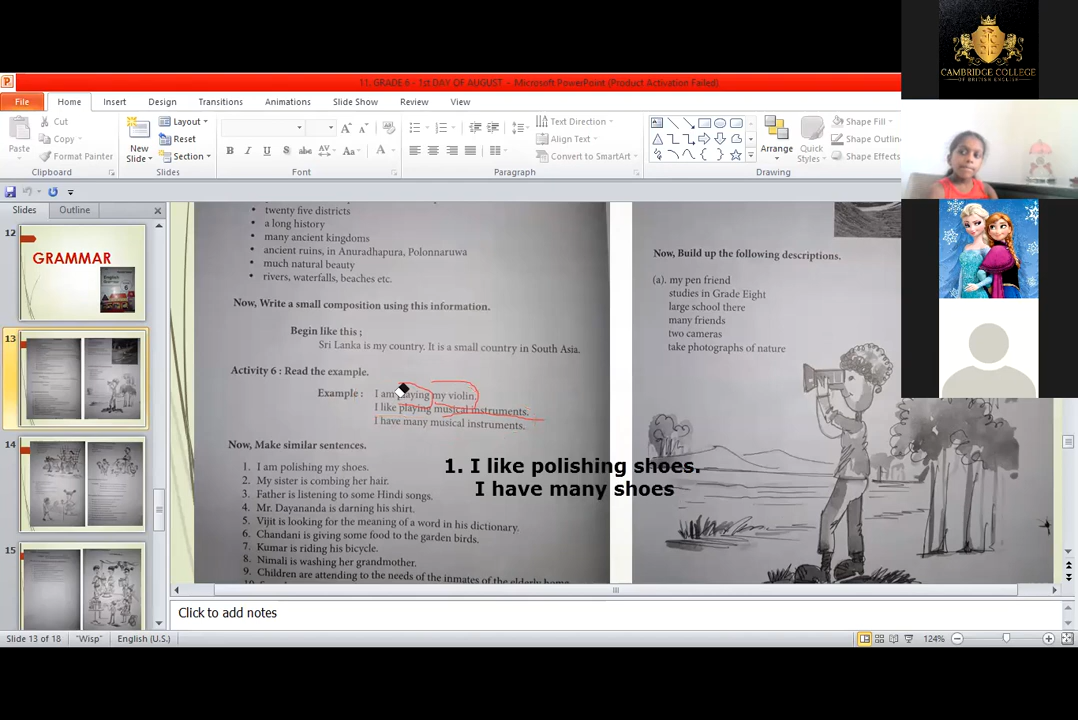 11. GRADE 6 - 1ST DAY OF AUGUST - Microsoft PowerPoint (Product Activation Failed)
File Home Insert Design Transitions Animations Slide Show Review View
Paste
Cut
Copy
Format Painter
Clipboard
New Slide
Layout
Reset
Section
Slides
Font
Paragraph
Text Direction
Align Text
Convert to SmartArt
Arrange
Quick Styles
Shape Fill
Shape Outline
Shape Effects
Drawing
CAMBRIDGE COLLEGE
OF BRITISH ENGLISH
Slides Outline
12
GRAMMAR
English
13
14
15
twenty five districts
a long history
many ancient kingdoms
ancient ruins, in Anuradhapura, Polonnaruwa
much natural beauty
rivers, waterfalls, beaches etc.
Now, Write a small composition using this information.
Begin like this ;
Sri Lanka is my country. It is a small country in South Asia.
Activity 6 : Read the example.
Example : I am playing my violin.
I like playing musical instruments.
I have many musical instruments.
Now, Make similar sentences.
1. I am polishing my shoes.
2. My sister is combing her hair.
3. Father is listening to some Hindi songs.
4. Mr. Dayananda is darning his shirt.
5. Vijit is looking for the meaning of a word in his dictionary.
6. Chandani is giving some food to the garden birds.
7. Kumar is riding his bicycle.
8. Nimali is washing her grandmother.
9. Children are attending to the needs of the inmates of the elderly home
1. I like polishing shoes.
I have many shoes
Now, Build up the following descriptions.
(a). my pen friend
studies in Grade Eight
large school there
many friends
two cameras
take photographs of nature
Click to add notes
Slide 13 of 18 "Wisp" English (U.S.) 124%